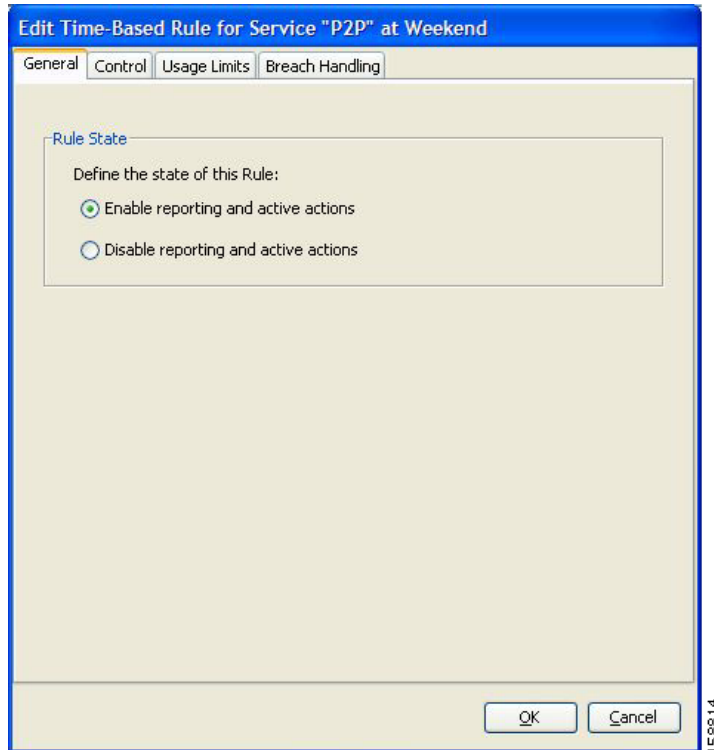 Edit Time-Based Rule for Service "P2P" at Weekend
General Control Usage Limits Breach Handling
Rule State
Define the state of this Rule:
Enable reporting and active actions
Disable reporting and active actions
OK Cancel